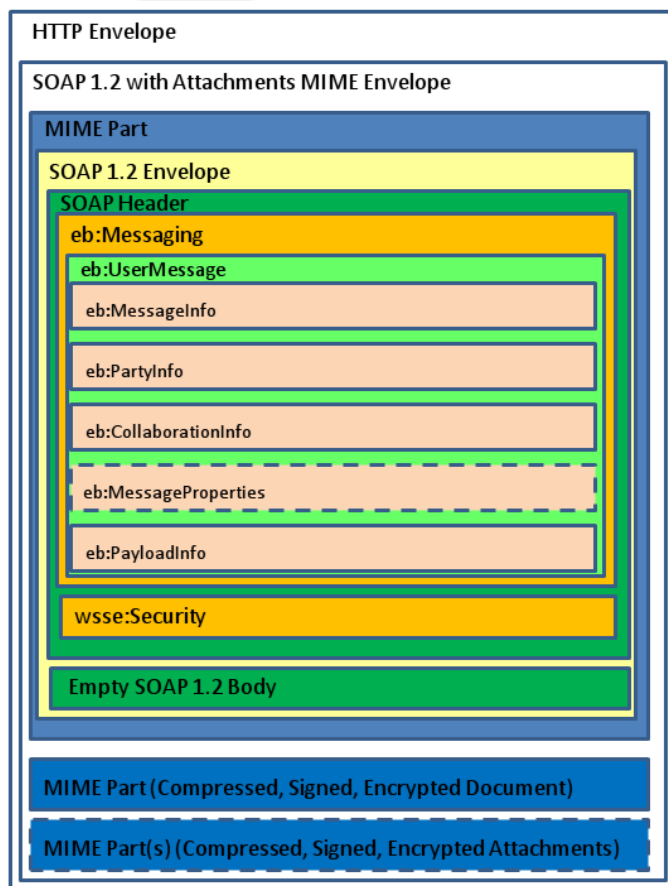 HTTP Envelope
SOAP 1.2 with Attachments MIME Envelope
MIME Part
SOAP 1.2 Envelope
SOAP Header
eb:Messaging
eb:UserMessage
eb:MessageInfo
eb:PartyInfo
eb:CollaborationInfo
eb:MessageProperties
eb:PayloadInfo
wsse:Security
Empty SOAP 1.2 Body
MIME Part (Compressed, Signed, Encrypted Document)
MIME Part(s) (Compressed, Signed, Encrypted Attachments)